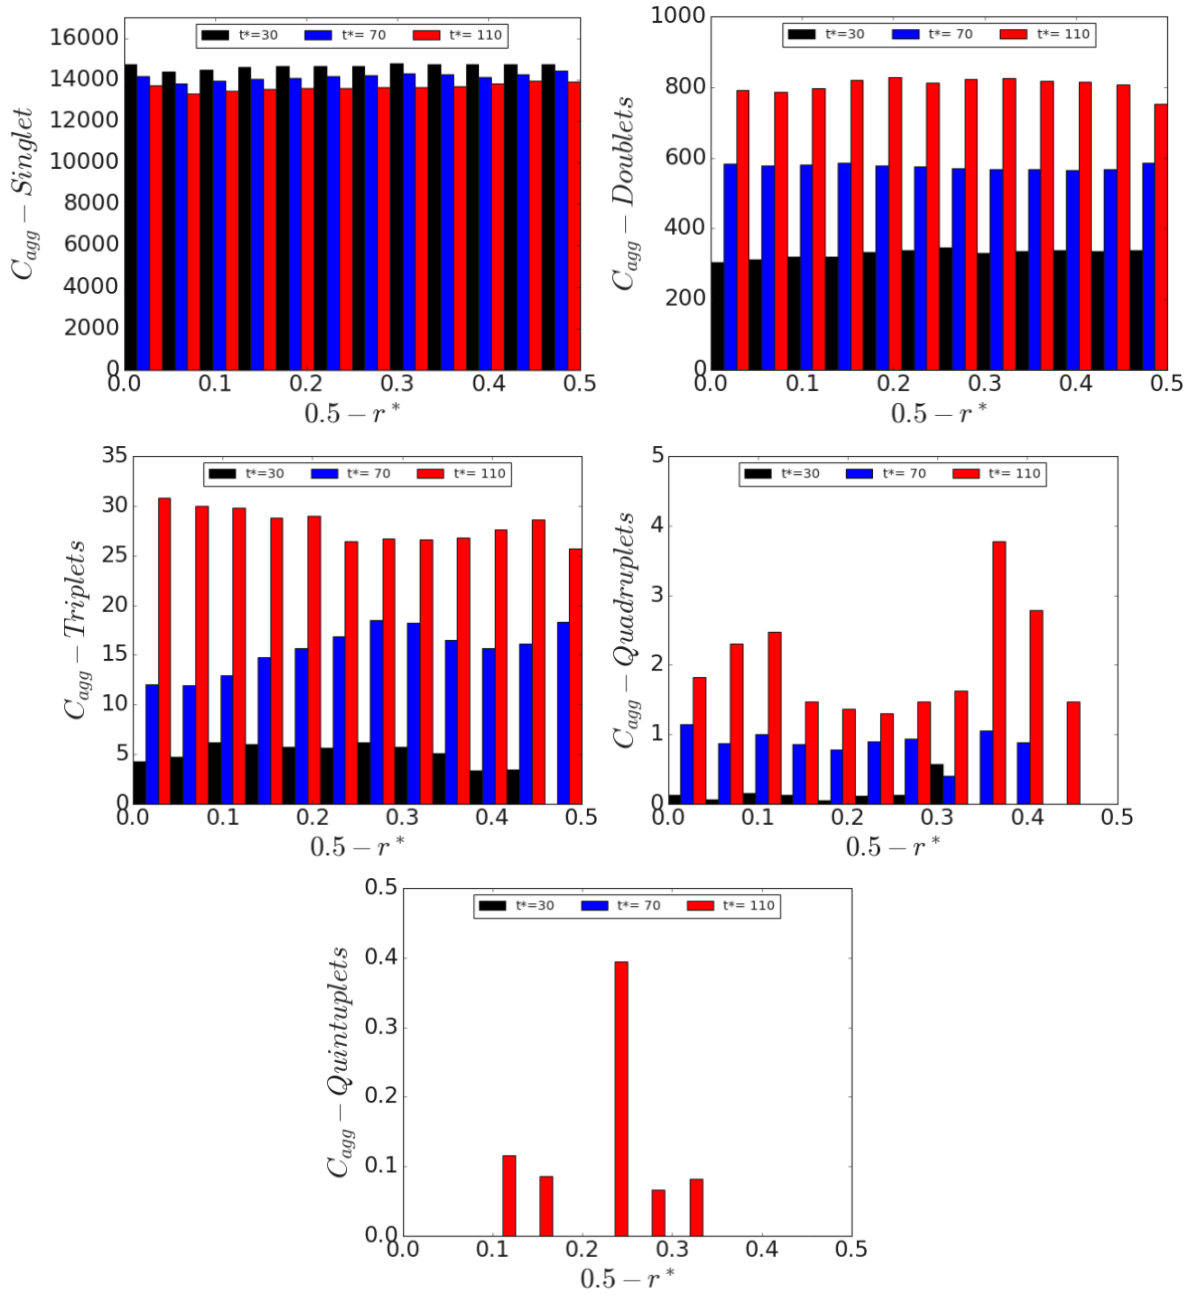 t*=30 t*= 70 t*= 110
C_agg − Singlet
16000
14000
12000
10000
8000
6000
4000
2000
0
0.0 0.1 0.2 0.3 0.4 0.5
0.5 − r*
t*=30 t*= 70 t*= 110
C_agg − Doublets
1000
800
600
400
200
0
0.0 0.1 0.2 0.3 0.4 0.5
0.5 − r*
t*=30 t*= 70 t*= 110
C_agg − Triplets
35
30
25
20
15
10
5
0
0.0 0.1 0.2 0.3 0.4 0.5
0.5 − r*
t*=30 t*= 70 t*= 110
C_agg − Quadruplets
5
4
3
2
1
0
0.0 0.1 0.2 0.3 0.4 0.5
0.5 − r*
t*=30 t*= 70 t*= 110
C_agg − Quintuplets
0.5
0.4
0.3
0.2
0.1
0.0
0.0 0.1 0.2 0.3 0.4 0.5
0.5 − r*